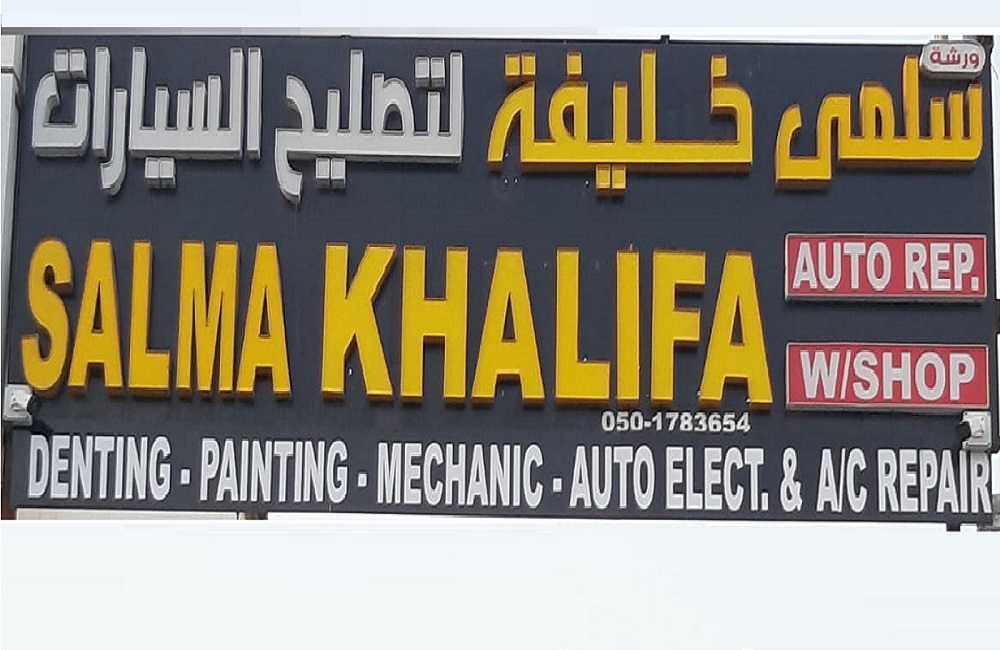 ورشة
سلمى خليفة لتصليح السيارات
SALMA KHALIFA
AUTO REP.
W/SHOP
050-1783654
DENTING - PAINTING - MECHANIC - AUTO ELECT. & A/C REPAIR